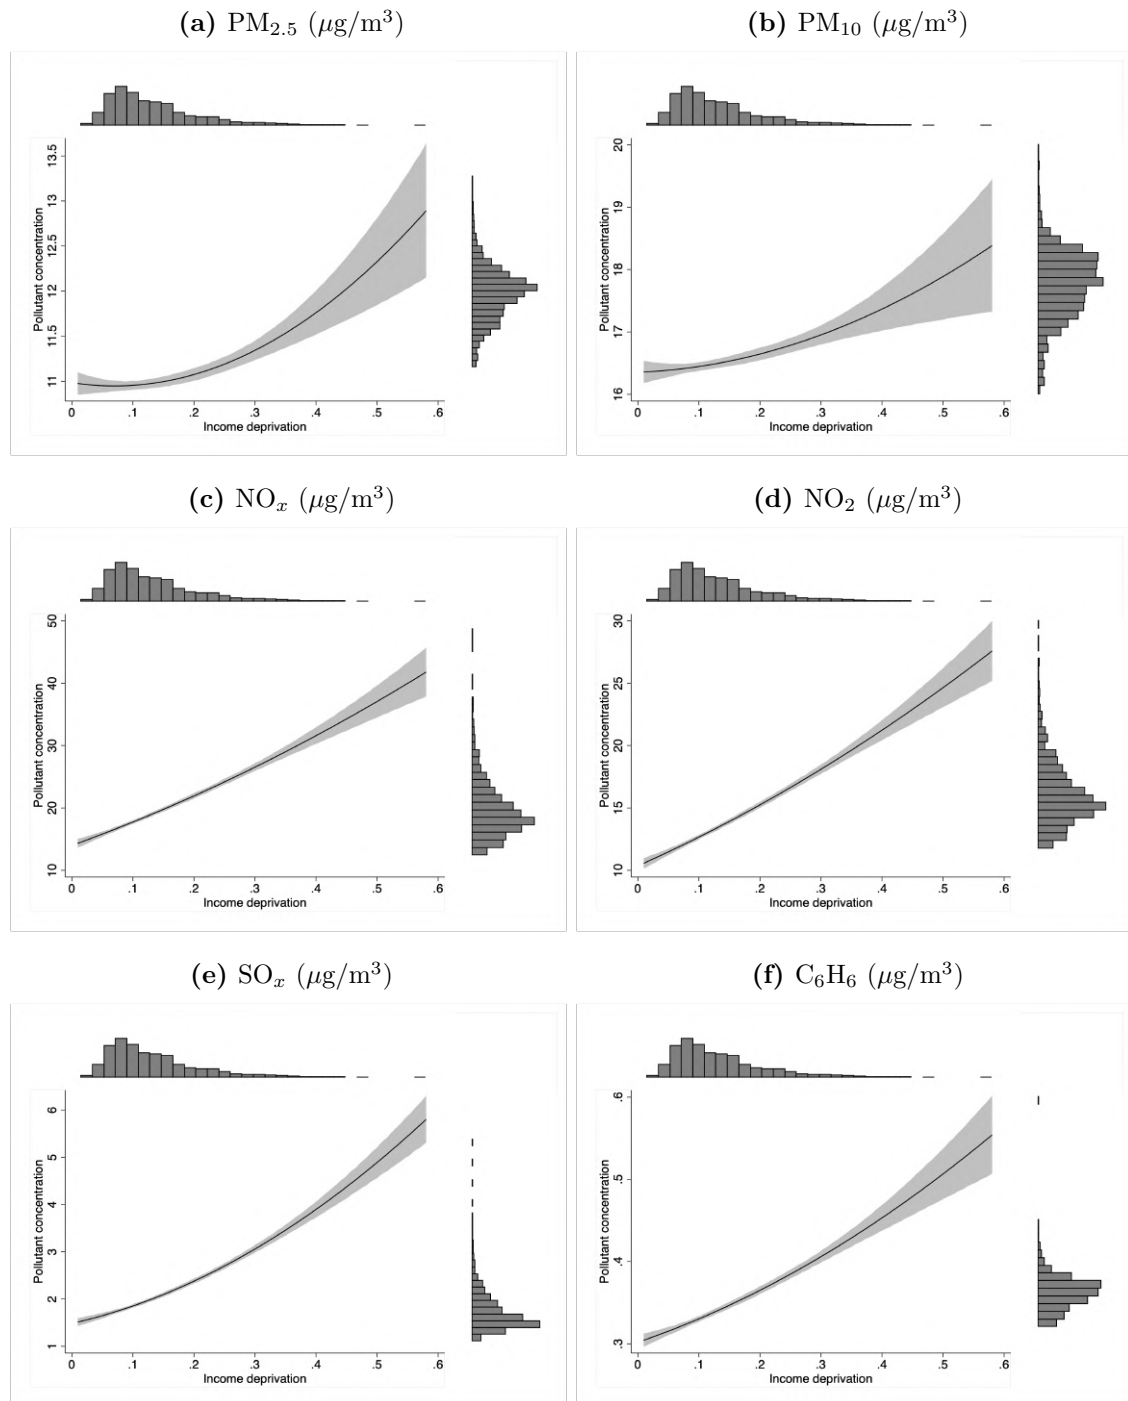 (a) PM₂.₅ (μg/m³)
13.5
13
12.5
12
11.5
11
Pollutant concentration
0 .1 .2 .3 .4 .5 .6
Income deprivation
(b) PM₁₀ (μg/m³)
20
19
18
17
16
Pollutant concentration
0 .1 .2 .3 .4 .5 .6
Income deprivation
(c) NOₓ (μg/m³)
50
40
30
20
10
Pollutant concentration
0 .1 .2 .3 .4 .5 .6
Income deprivation
(d) NO₂ (μg/m³)
30
25
20
15
10
Pollutant concentration
0 .1 .2 .3 .4 .5 .6
Income deprivation
(e) SOₓ (μg/m³)
6
5
4
3
2
1
Pollutant concentration
0 .1 .2 .3 .4 .5 .6
Income deprivation
(f) C₆H₆ (μg/m³)
.6
.5
.4
.3
Pollutant concentration
0 .1 .2 .3 .4 .5 .6
Income deprivation